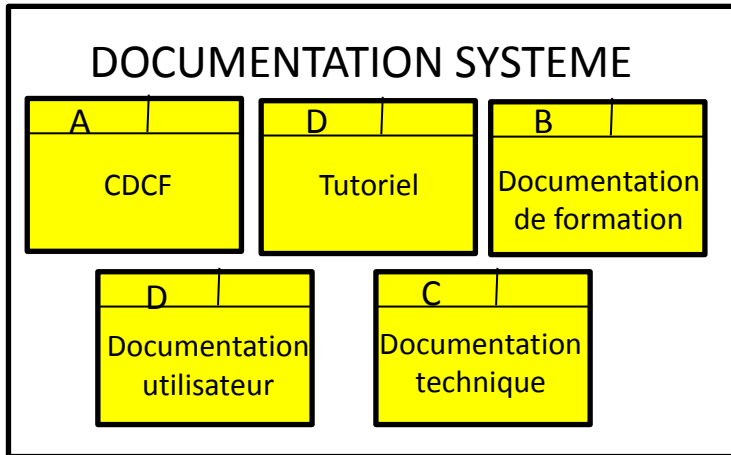 DOCUMENTATION SYSTEME
A
CDCF
D
Tutoriel
B
Documentation
de formation
D
Documentation
utilisateur
C
Documentation
technique